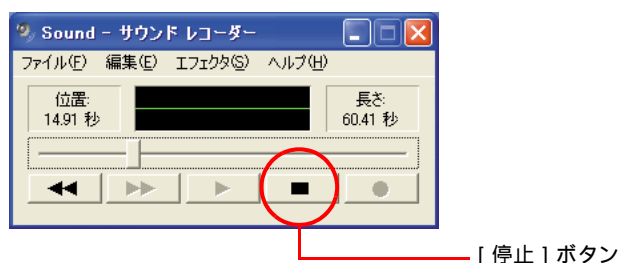 Sound - サウンド レコーダー
ファイル(F) 編集(E) エフェクタ(S) ヘルプ(H)
位置: 長さ:
14.91 秒 60.41 秒
[ 停止 ] ボタン